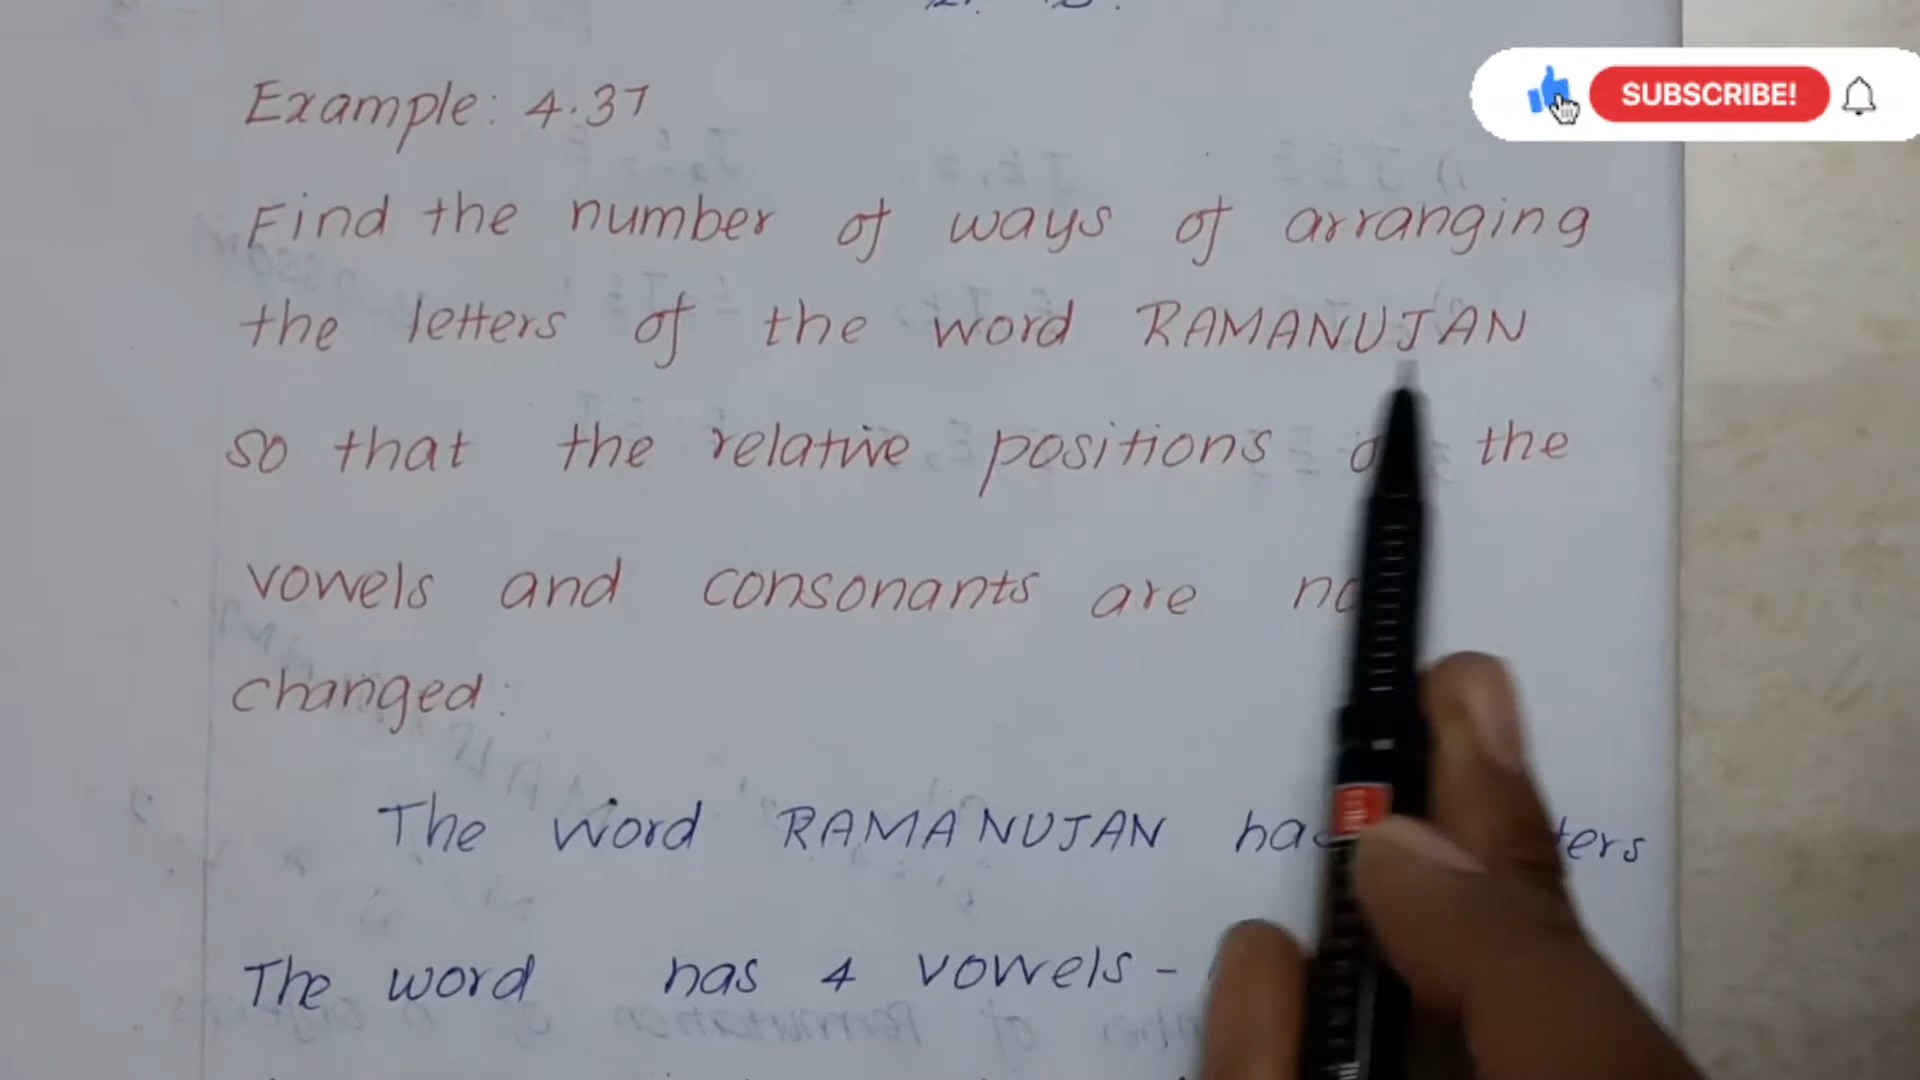 SUBSCRIBE!
Example: 4.37
Find the number of ways of arranging
the letters of the word RAMANUJAN
so that the relative positions the
vowels and consonants are
changed:
The word RAMANUJAN
The word has 4 vowels -